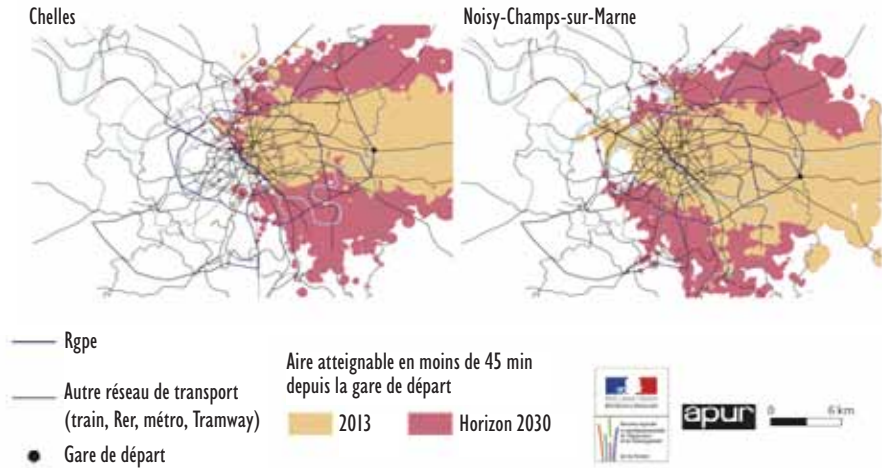 Chelles
Noisy-Champs-sur-Marne
Rgpe
Autre réseau de transport
(train, Rer, métro, Tramway)
Gare de départ
Aire atteignable en moins de 45 min
depuis la gare de départ
2013
Horizon 2030
apur
0 6 km